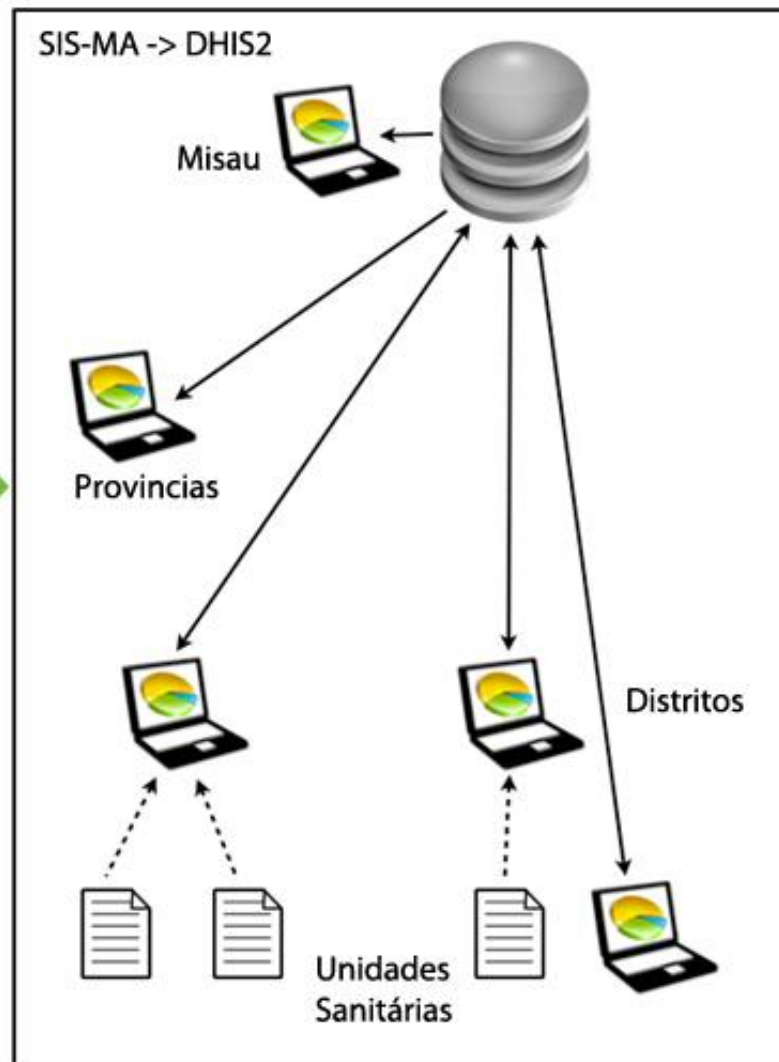 SIS-MA -> DHIS2
Misau
Provincias
Distritos
Unidades
Sanitárias